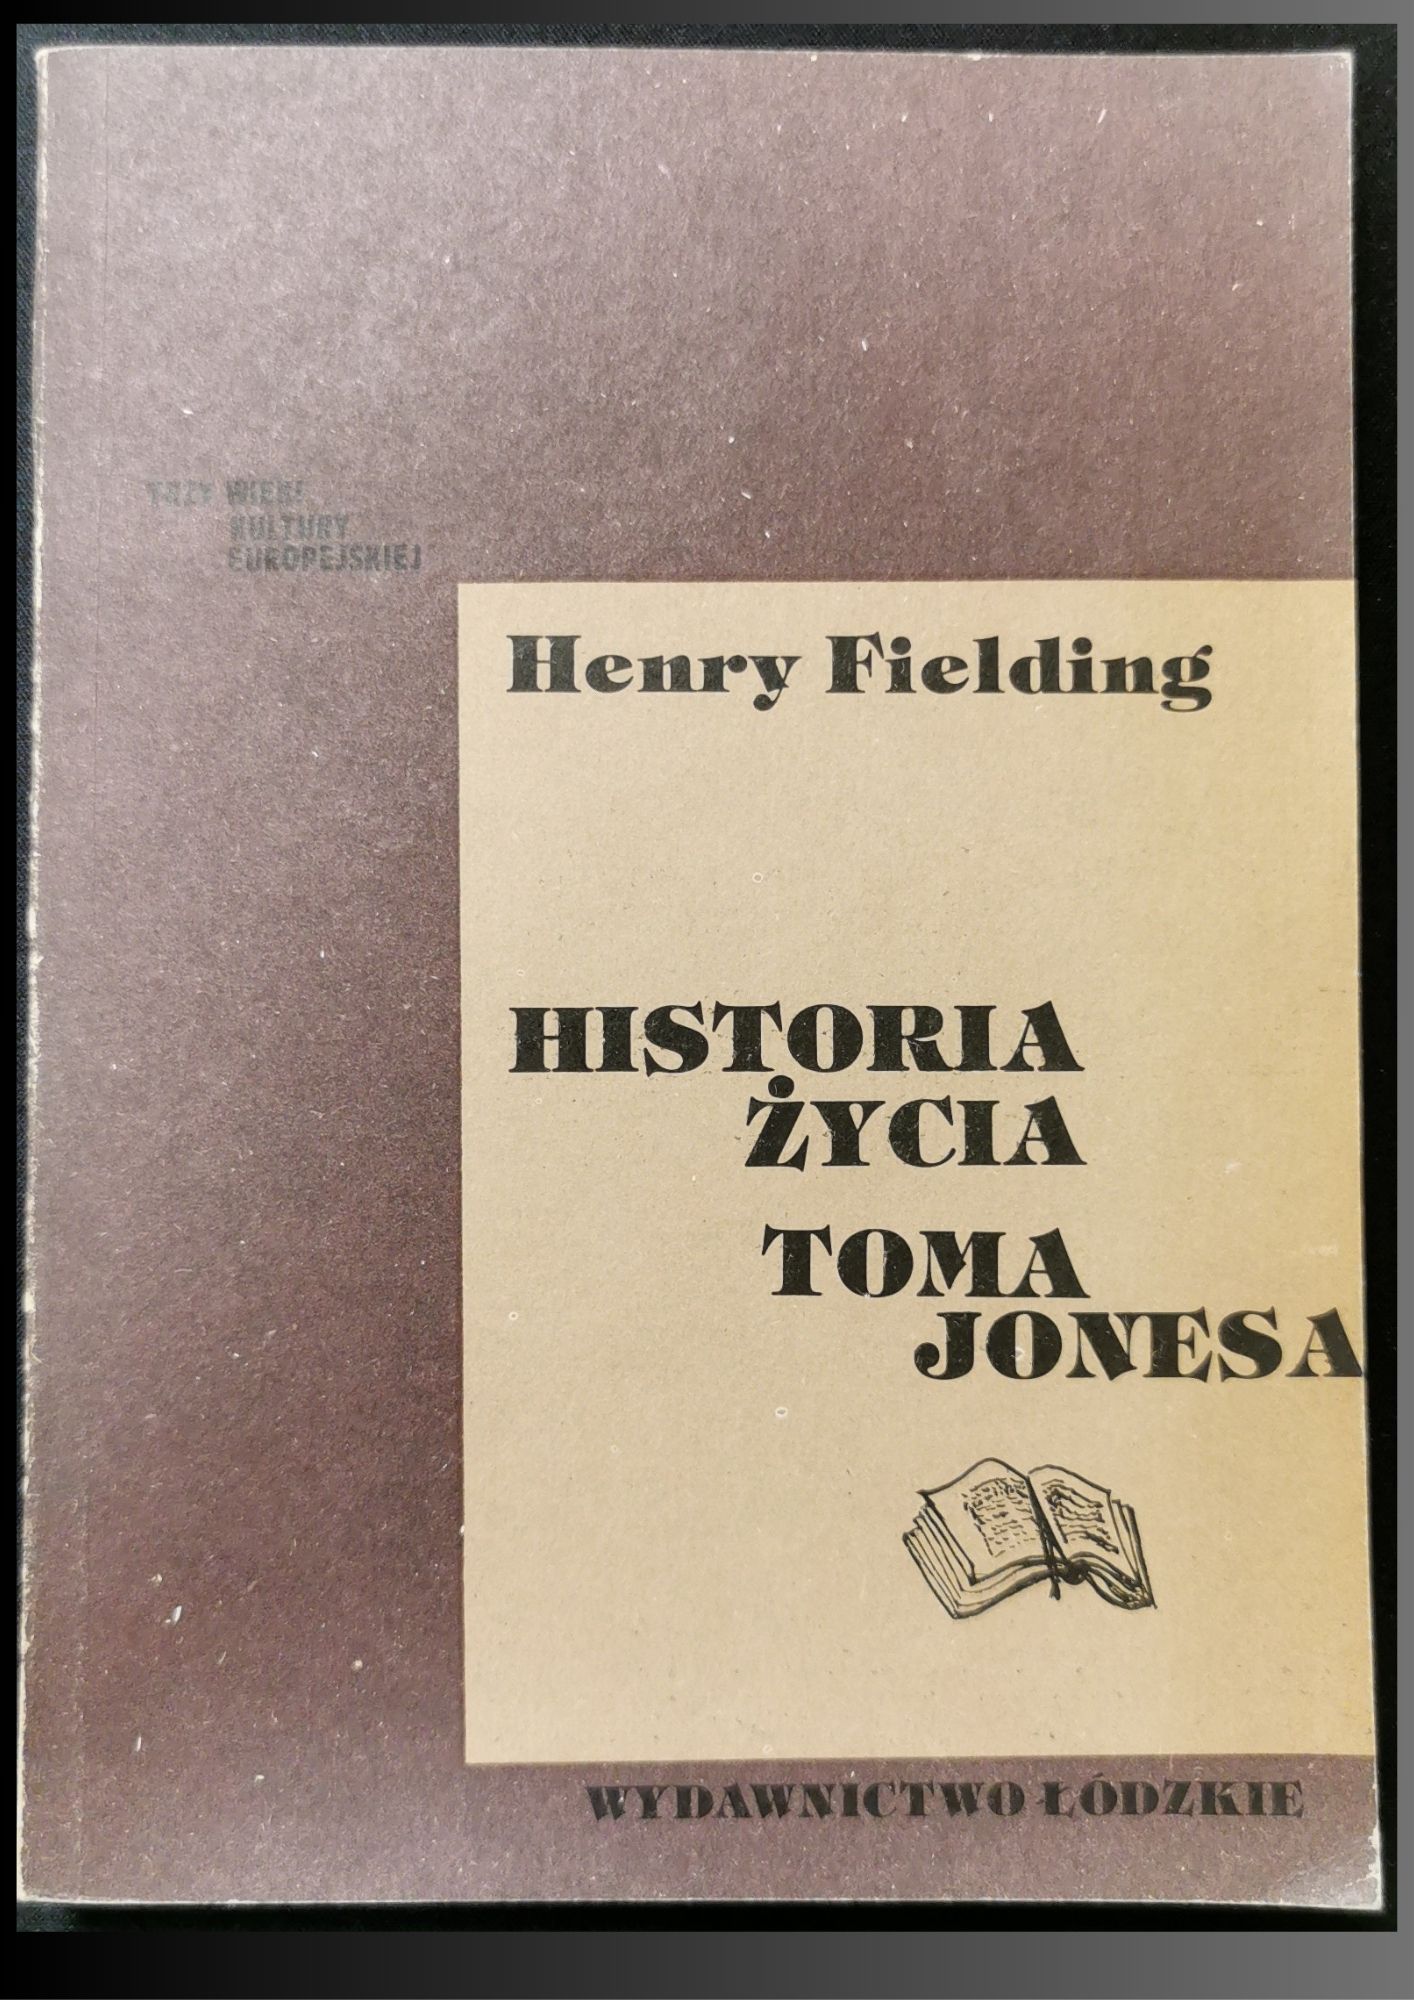 TRZY WIEKI
KULTURY
EUROPEJSKIEJ
Henry Fielding
HISTORIA
ŻYCIA
TOMA
JONESA
WYDAWNICTWO ŁÓDZKIE